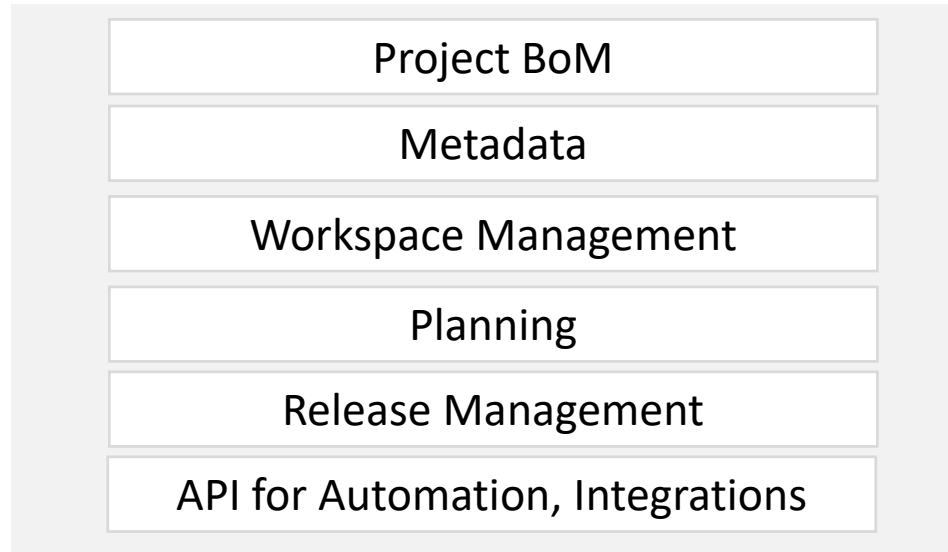 Project BoM
Metadata
Workspace Management
Planning
Release Management
API for Automation, Integrations